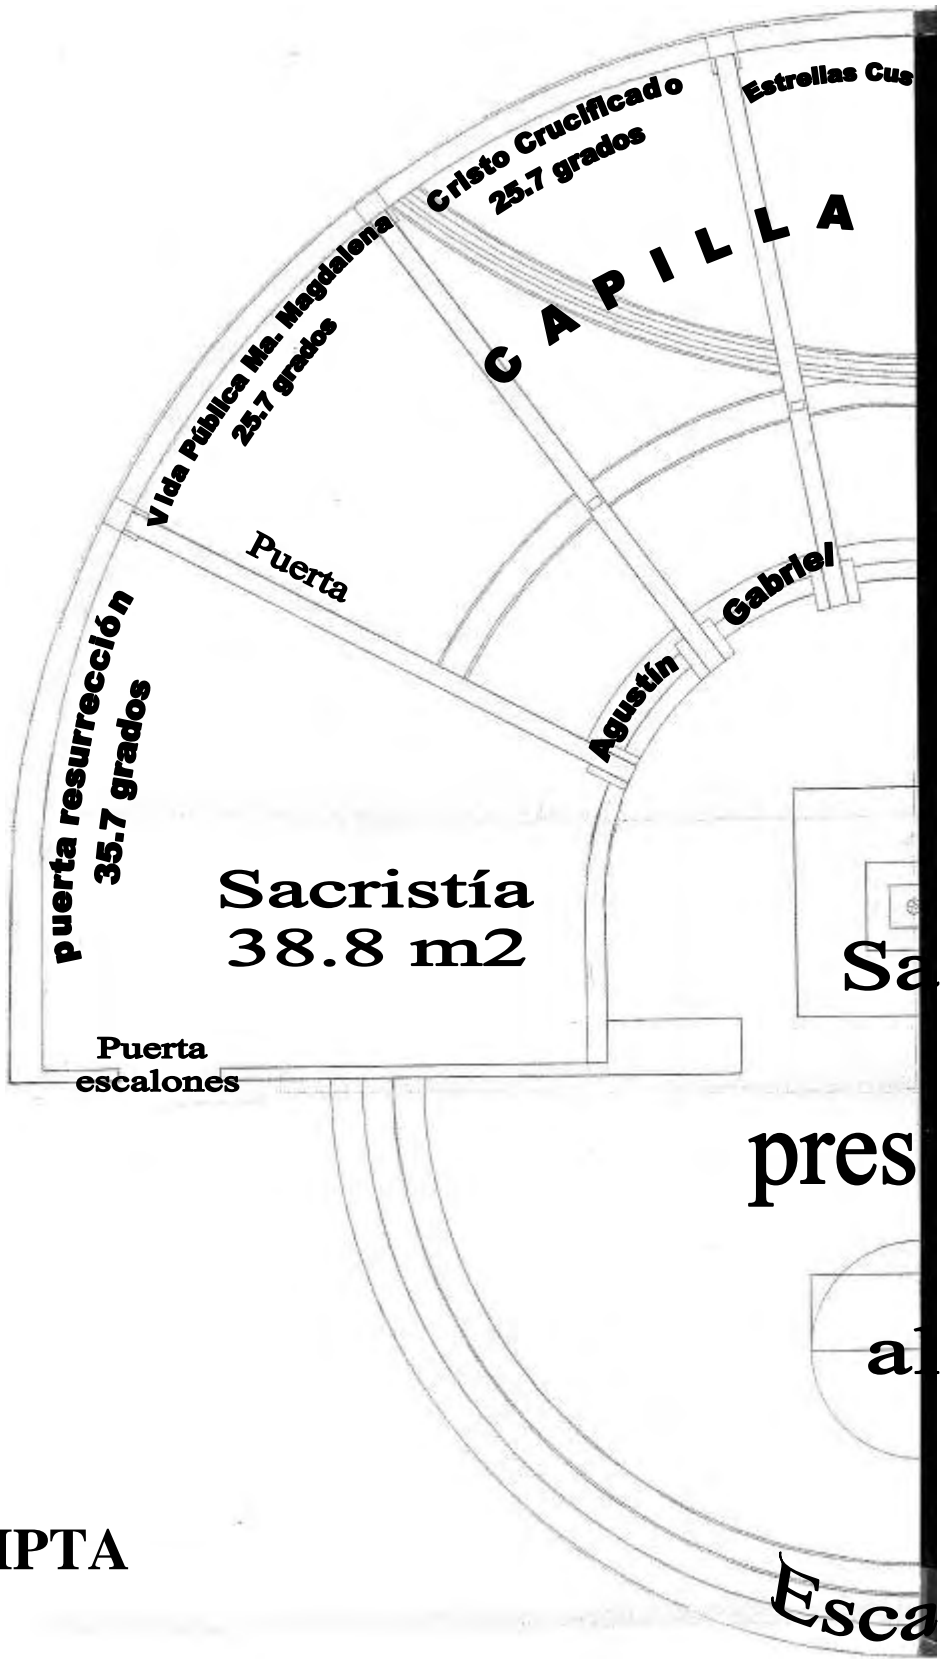 Estrellas Cus
Cristo Crucificado
25.7 grados
CAPILLA
Vida Pública Ma. Magdalena
25.7 grados
Puerta
Gabriel
Agustín
puerta resurrección
35.7 grados
Sacristía
38.8 m2
Sa
Puerta
escalones
pres
al
IPTA
Esca